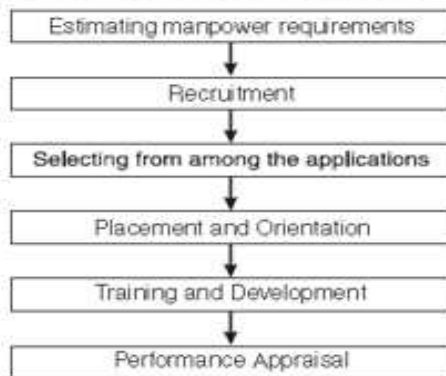 Estimating manpower requirements
Recruitment
Selecting from among the applications
Placement and Orientation
Training and Development
Performance Appraisal